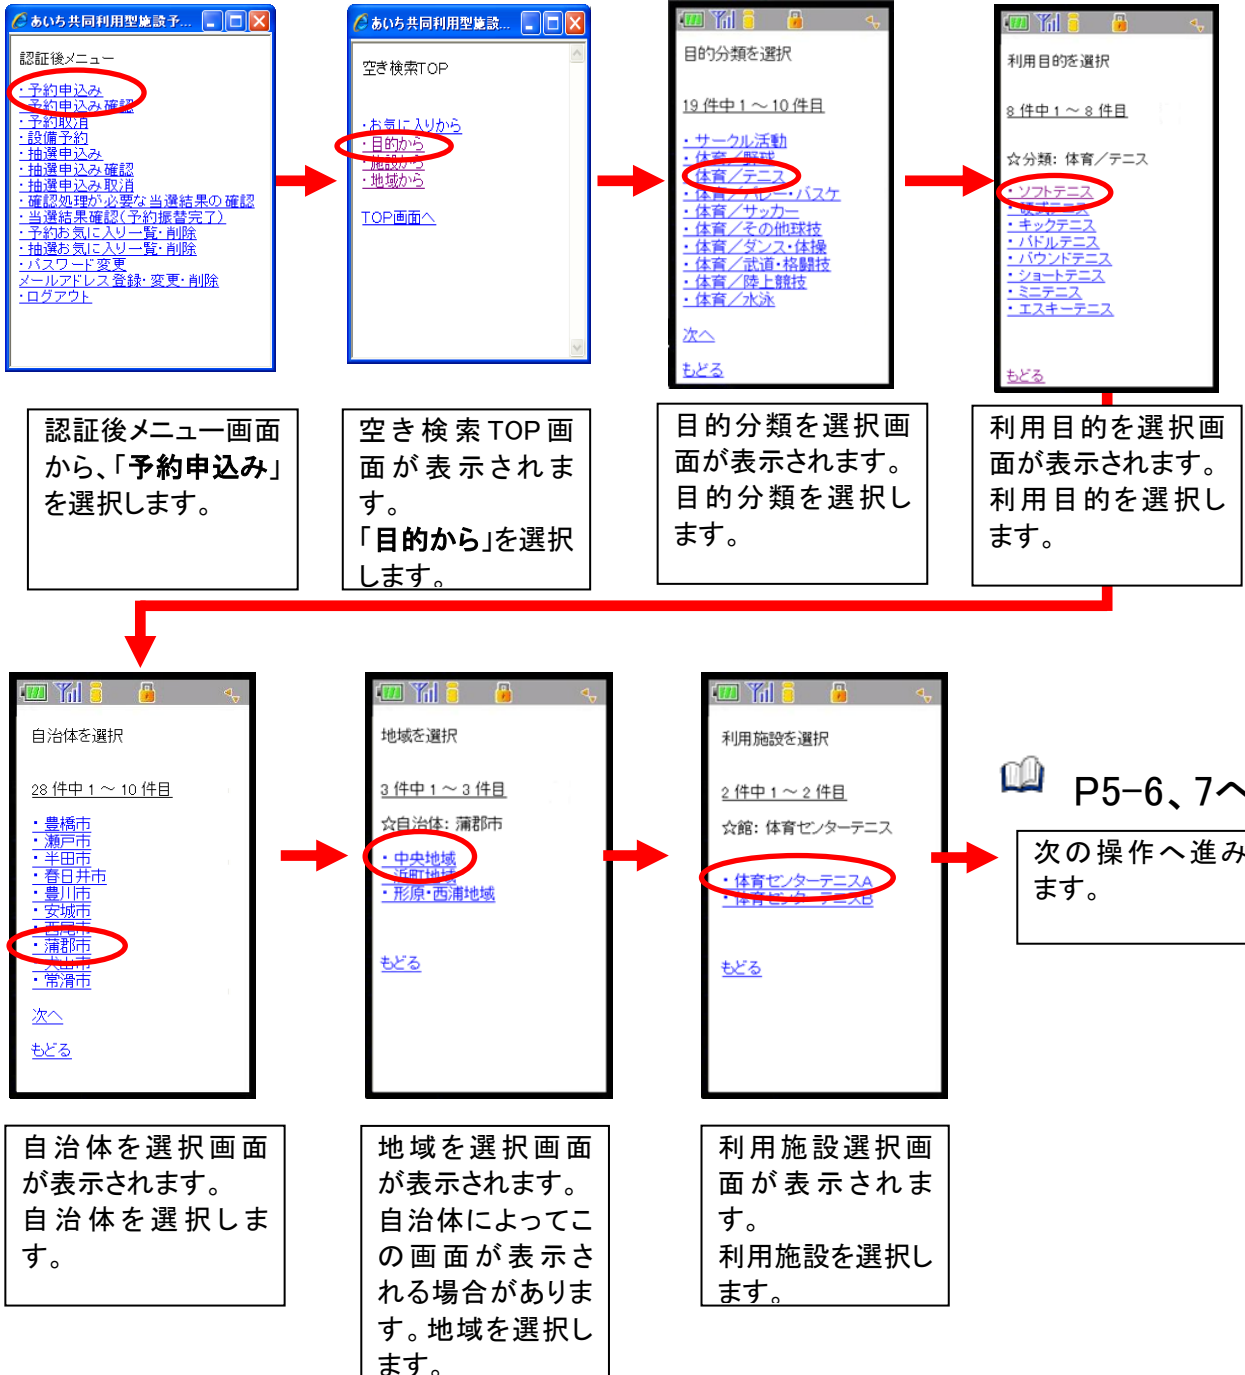 あいち共同利用型施設予...
認証後メニュー
・予約申込み
・予約申込み確認
・予約取消
・設備予約
・抽選申込み
・抽選申込み確認
・抽選申込み取消
・確認処理が必要な当選結果の確認
・当選結果確認(予約振替完了)
・予約お気に入り一覧・削除
・抽選お気に入り一覧・削除
・パスワード変更
メールアドレス登録・変更・削除
・ログアウト
認証後メニュー画面
から、「予約申込み」
を選択します。
あいち共同利用型施設...
空き検索TOP
・お気に入りから
・目的から
・施設から
・地域から
TOP画面へ
空き検索TOP画
面が表示されま
す。
「目的から」を選択
します。
目的分類を選択
19 件中 1 ～ 10 件目
・サークル活動
・体育／野球
・体育／テニス
・体育／バレー・バスケ
・体育／サッカー
・体育／その他球技
・体育／ダンス・体操
・体育／武道・格闘技
・体育／陸上競技
・体育／水泳
次へ
もどる
目的分類を選択画
面が表示されます。
目的分類を選択し
ます。
利用目的を選択
8 件中 1 ～ 8 件目
☆分類: 体育／テニス
・ソフトテニス
・硬式テニス
・キックテニス
・パドルテニス
・バウンドテニス
・ショートテニス
・ミニテニス
・エスキーテニス
もどる
利用目的を選択画
面が表示されます。
利用目的を選択し
ます。
自治体を選択
28 件中 1 ～ 10 件目
・豊橋市
・瀬戸市
・半田市
・春日井市
・豊川市
・安城市
・西尾市
・蒲郡市
・犬山市
・常滑市
次へ
もどる
自治体を選択画面
が表示されます。
自治体を選択しま
す。
地域を選択
3 件中 1 ～ 3 件目
☆自治体: 蒲郡市
・中央地域
・浜町地域
・形原・西浦地域
もどる
地域を選択画面
が表示されます。
自治体によってこ
の画面が表示さ
れる場合がありま
す。地域を選択し
ます。
利用施設を選択
2 件中 1 ～ 2 件目
☆館: 体育センターテニス
・体育センターテニスA
・体育センターテニスB
もどる
利用施設選択画
面が表示されま
す。
利用施設を選択し
ます。
P5-6、7へ
次の操作へ進み
ます。